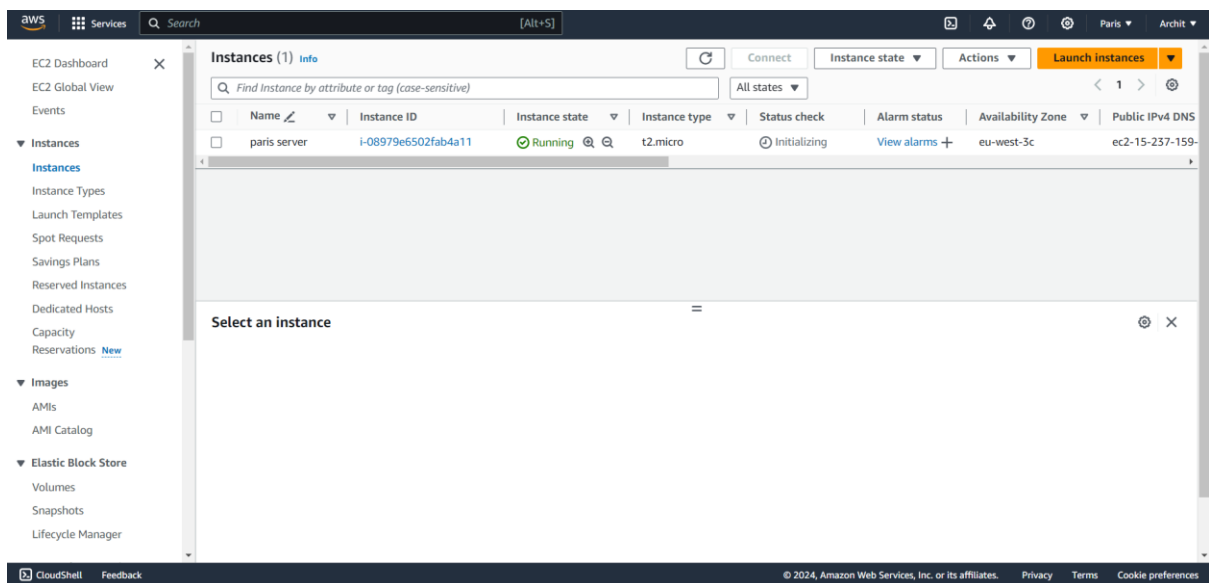 aws Services Search [Alt+S] Paris Archit
EC2 Dashboard
EC2 Global View
Events
Instances
Instances
Instance Types
Launch Templates
Spot Requests
Savings Plans
Reserved Instances
Dedicated Hosts
Capacity
Reservations New
Images
AMIs
AMI Catalog
Elastic Block Store
Volumes
Snapshots
Lifecycle Manager
Instances (1) Info Connect Instance state Actions Launch instances
Find Instance by attribute or tag (case-sensitive) All states 1
Name Instance ID Instance state Instance type Status check Alarm status Availability Zone Public IPv4 DNS
paris server i-08979e6502fab4a11 Running t2.micro Initializing View alarms + eu-west-3c ec2-15-237-159-
Select an instance
CloudShell Feedback © 2024, Amazon Web Services, Inc. or its affiliates. Privacy Terms Cookie preferences